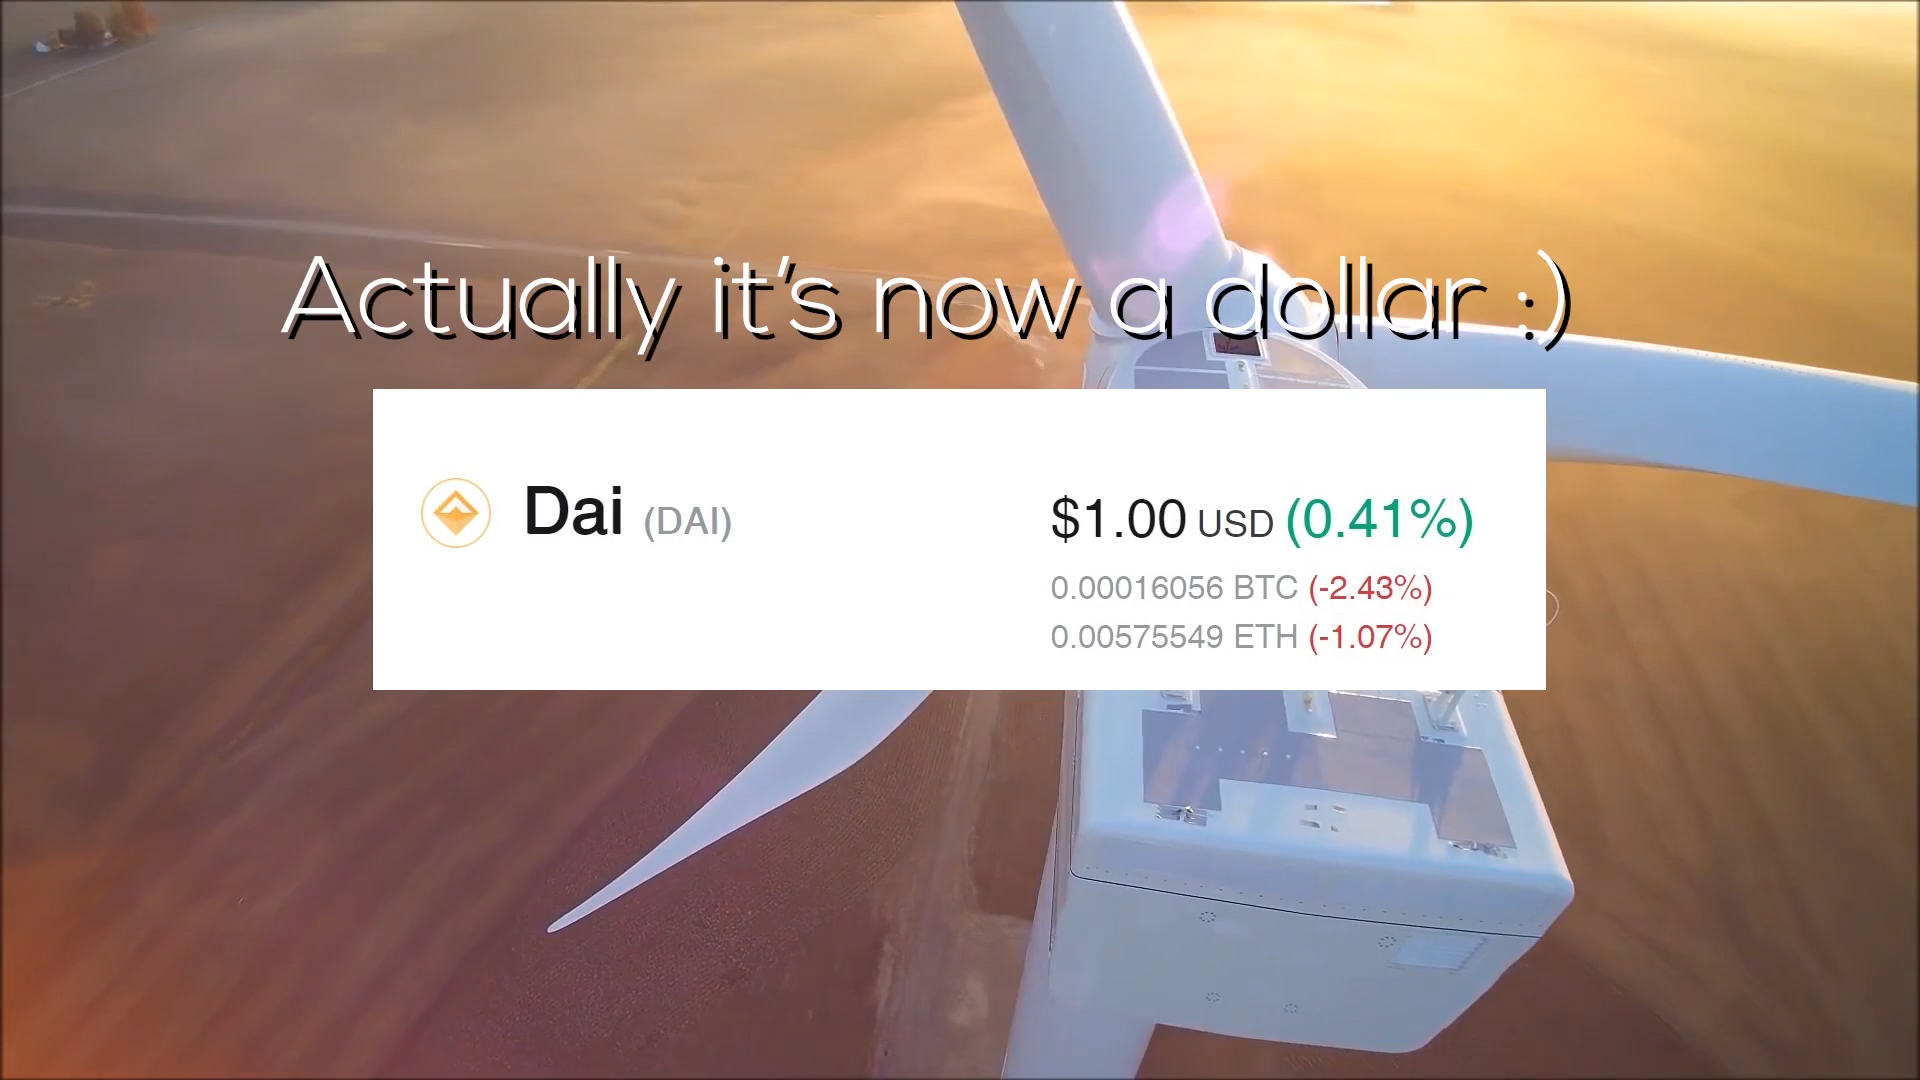 Actually it's now a dollar :)
Dai (DAI)
$1.00 USD (0.41%)
0.00016056 BTC (-2.43%)
0.00575549 ETH (-1.07%)